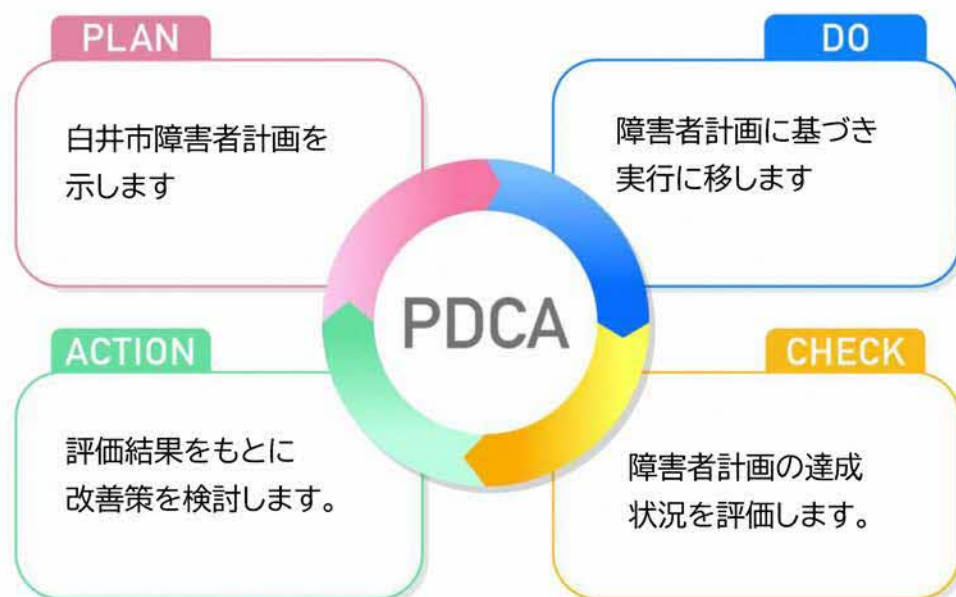 PLAN
白井市障害者計画を
示します
DO
障害者計画に基づき
実行に移します
PDCA
ACTION
評価結果をもとに
改善策を検討します。
CHECK
障害者計画の達成
状況を評価します。